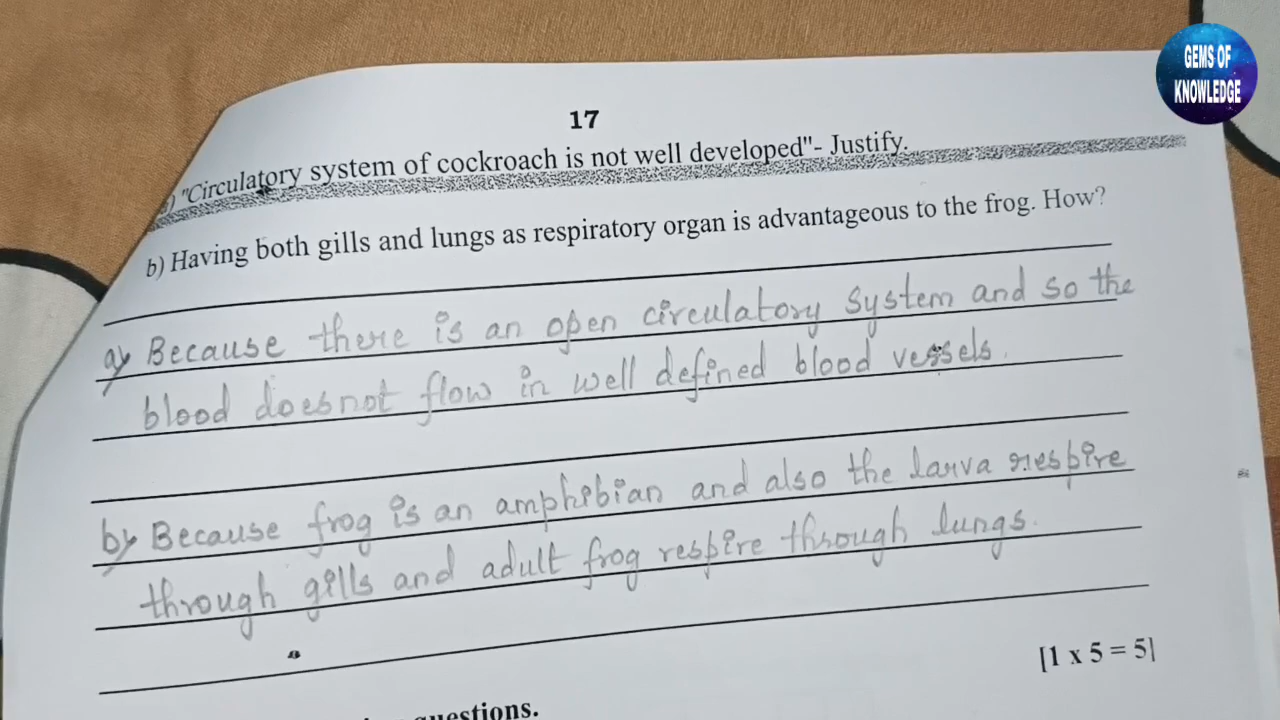 GEMS OF
KNOWLEDGE
17
"Circulatory system of cockroach is not well developed"- Justify.
b) Having both gills and lungs as respiratory organ is advantageous to the frog. How?
a) Because there is an open circulatory system and so the
blood does not flow in well defined blood vessels.
b) Because frog is an amphibian and also the larva respire
through gills and adult frog respire through lungs.
[1 x 5 = 5]
questions.